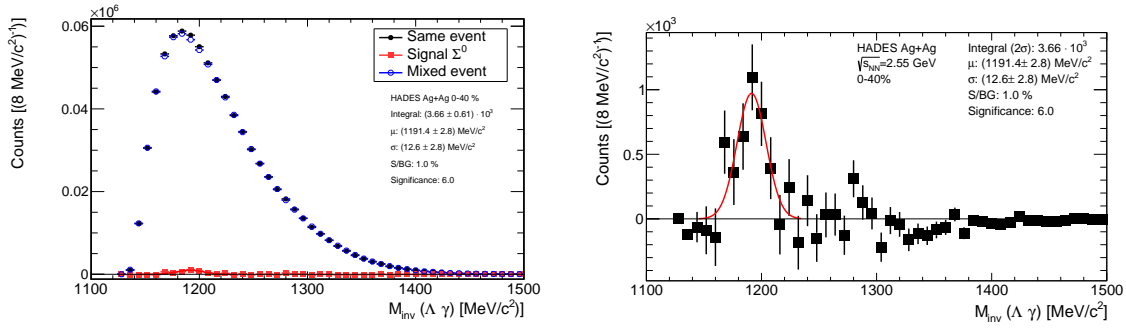 ×10⁶
Counts [(8 MeV/c²)⁻¹)]
0.06
0.04
0.02
0
1100 1200 1300 1400 1500
M_inv (Λ γ) [MeV/c²)]
Same event
Signal Σ⁰
Mixed event
HADES Ag+Ag 0-40 %
Integral: (3.66 ± 0.61) · 10³
μ: (1191.4 ± 2.8) MeV/c²
σ: (12.6 ± 2.8) MeV/c²
S/BG: 1.0 %
Significance: 6.0
×10³
Counts [(8 MeV/c²)⁻¹)]
1
0.5
0
1100 1200 1300 1400 1500
M_inv (Λ γ) [MeV/c²]
HADES Ag+Ag
√s_NN=2.55 GeV
0-40%
Integral (2σ): 3.66 · 10³
μ: (1191.4± 2.8) MeV/c²
σ: (12.6± 2.8) MeV/c²
S/BG: 1.0 %
Significance: 6.0